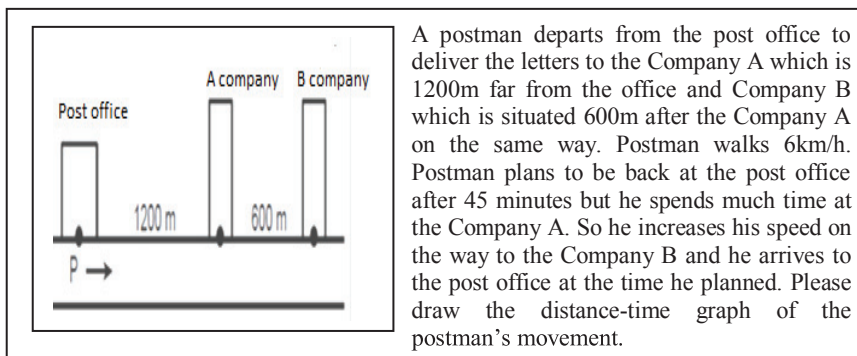 A company B company
Post office
1200 m 600 m
P
A postman departs from the post office to
deliver the letters to the Company A which is
1200m far from the office and Company B
which is situated 600m after the Company A
on the same way. Postman walks 6km/h.
Postman plans to be back at the post office
after 45 minutes but he spends much time at
the Company A. So he increases his speed on
the way to the Company B and he arrives to
the post office at the time he planned. Please
draw the distance-time graph of the
postman's movement.